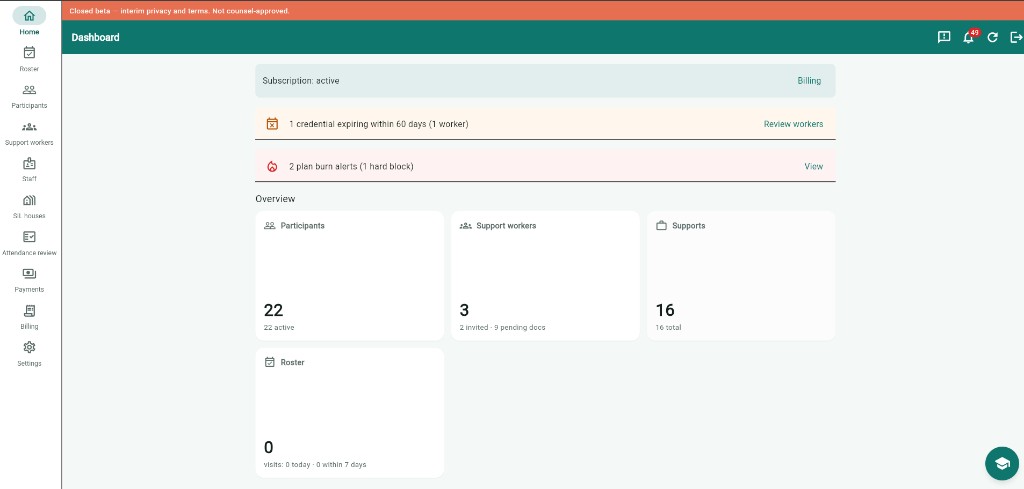 Closed beta - interim privacy and terms. Not counsel-approved.
Home
Dashboard
49
Roster
Participants
Support workers
Staff
SIL houses
Attendance review
Payments
Billing
Settings
Subscription: active
Billing
1 credential expiring within 60 days (1 worker)
Review workers
2 plan burn alerts (1 hard block)
View
Overview
Participants
22
22 active
Support workers
3
2 invited · 9 pending docs
Supports
16
16 total
Roster
0
visits: 0 today · 0 within 7 days